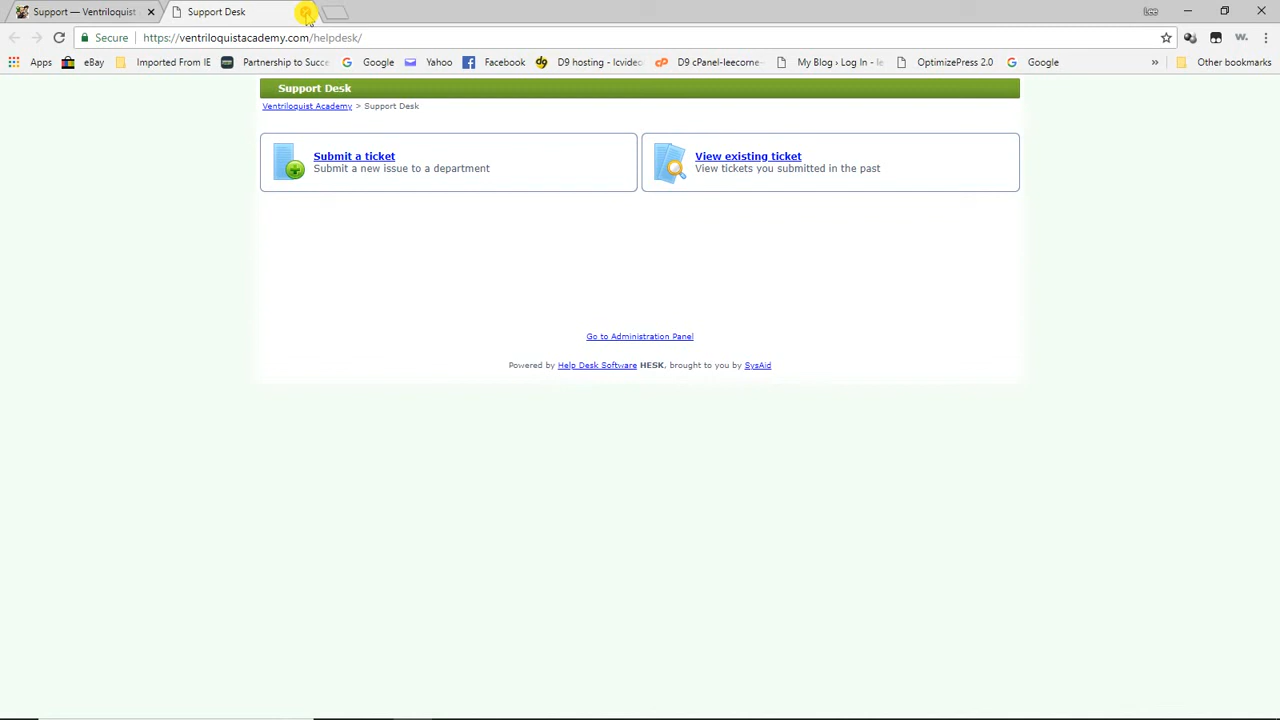 Support — Ventriloquist
Support Desk
Secure
https://ventriloquistacademy.com/helpdesk/
Apps
eBay
Imported From IE
Partnership to Succe
Google
Yahoo
Facebook
D9 hosting - lcvideo
D9 cPanel-leecorne
My Blog › Log In - le
OptimizePress 2.0
Google
»
Other bookmarks
Support Desk
Ventriloquist Academy > Support Desk
Submit a ticket
Submit a new issue to a department
View existing ticket
View tickets you submitted in the past
Go to Administration Panel
Powered by Help Desk Software HESK, brought to you by SysAid